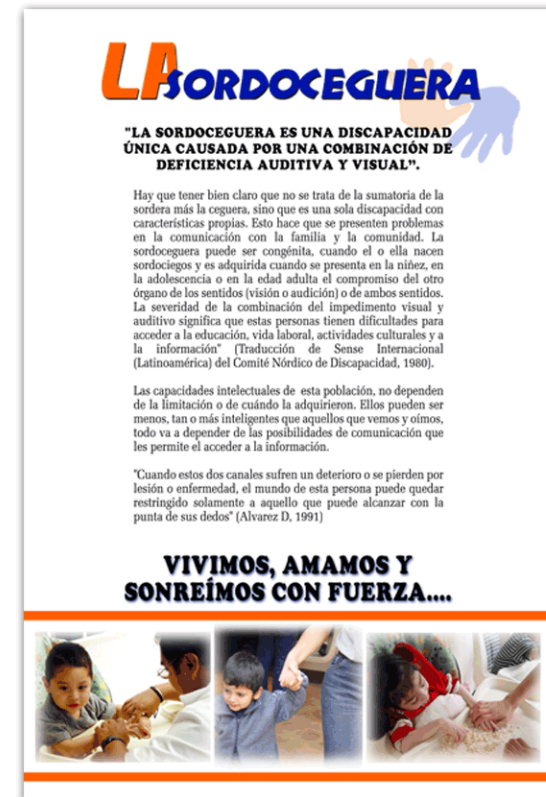 LA SORDOCEGUERA
"LA SORDOCEGUERA ES UNA DISCAPACIDAD
ÚNICA CAUSADA POR UNA COMBINACIÓN DE
DEFICIENCIA AUDITIVA Y VISUAL”.
Hay que tener bien claro que no se trata de la sumatoria de la
sordera más la ceguera, sino que es una sola discapacidad con
características propias. Esto hace que se presenten problemas
en la comunicación con la familia y la comunidad. La
sordoceguera puede ser congénita, cuando el o ella nacen
sordociegos y es adquirida cuando se presenta en la niñez, en
la adolescencia o en la edad adulta el compromiso del otro
órgano de los sentidos (visión o audición) o de ambos sentidos.
La severidad de la combinación del impedimento visual y
auditivo significa que estas personas tienen dificultades para
acceder a la educación, vida laboral, actividades culturales y a
la información" (Traducción de Sense Internacional
(Latinoamérica) del Comité Nórdico de Discapacidad, 1980).
Las capacidades intelectuales de esta población, no dependen
de la limitación o de cuándo la adquirieron. Ellos pueden ser
menos, tan o más inteligentes que aquellos que vemos y oímos,
todo va a depender de las posibilidades de comunicación que
les permite el acceder a la información.
"Cuando estos dos canales sufren un deterioro o se pierden por
lesión o enfermedad, el mundo de esta persona puede quedar
restringido solamente a aquello que puede alcanzar con la
punta de sus dedos" (Alvarez D, 1991)
VIVIMOS, AMAMOS Y
SONREÍMOS CON FUERZA....